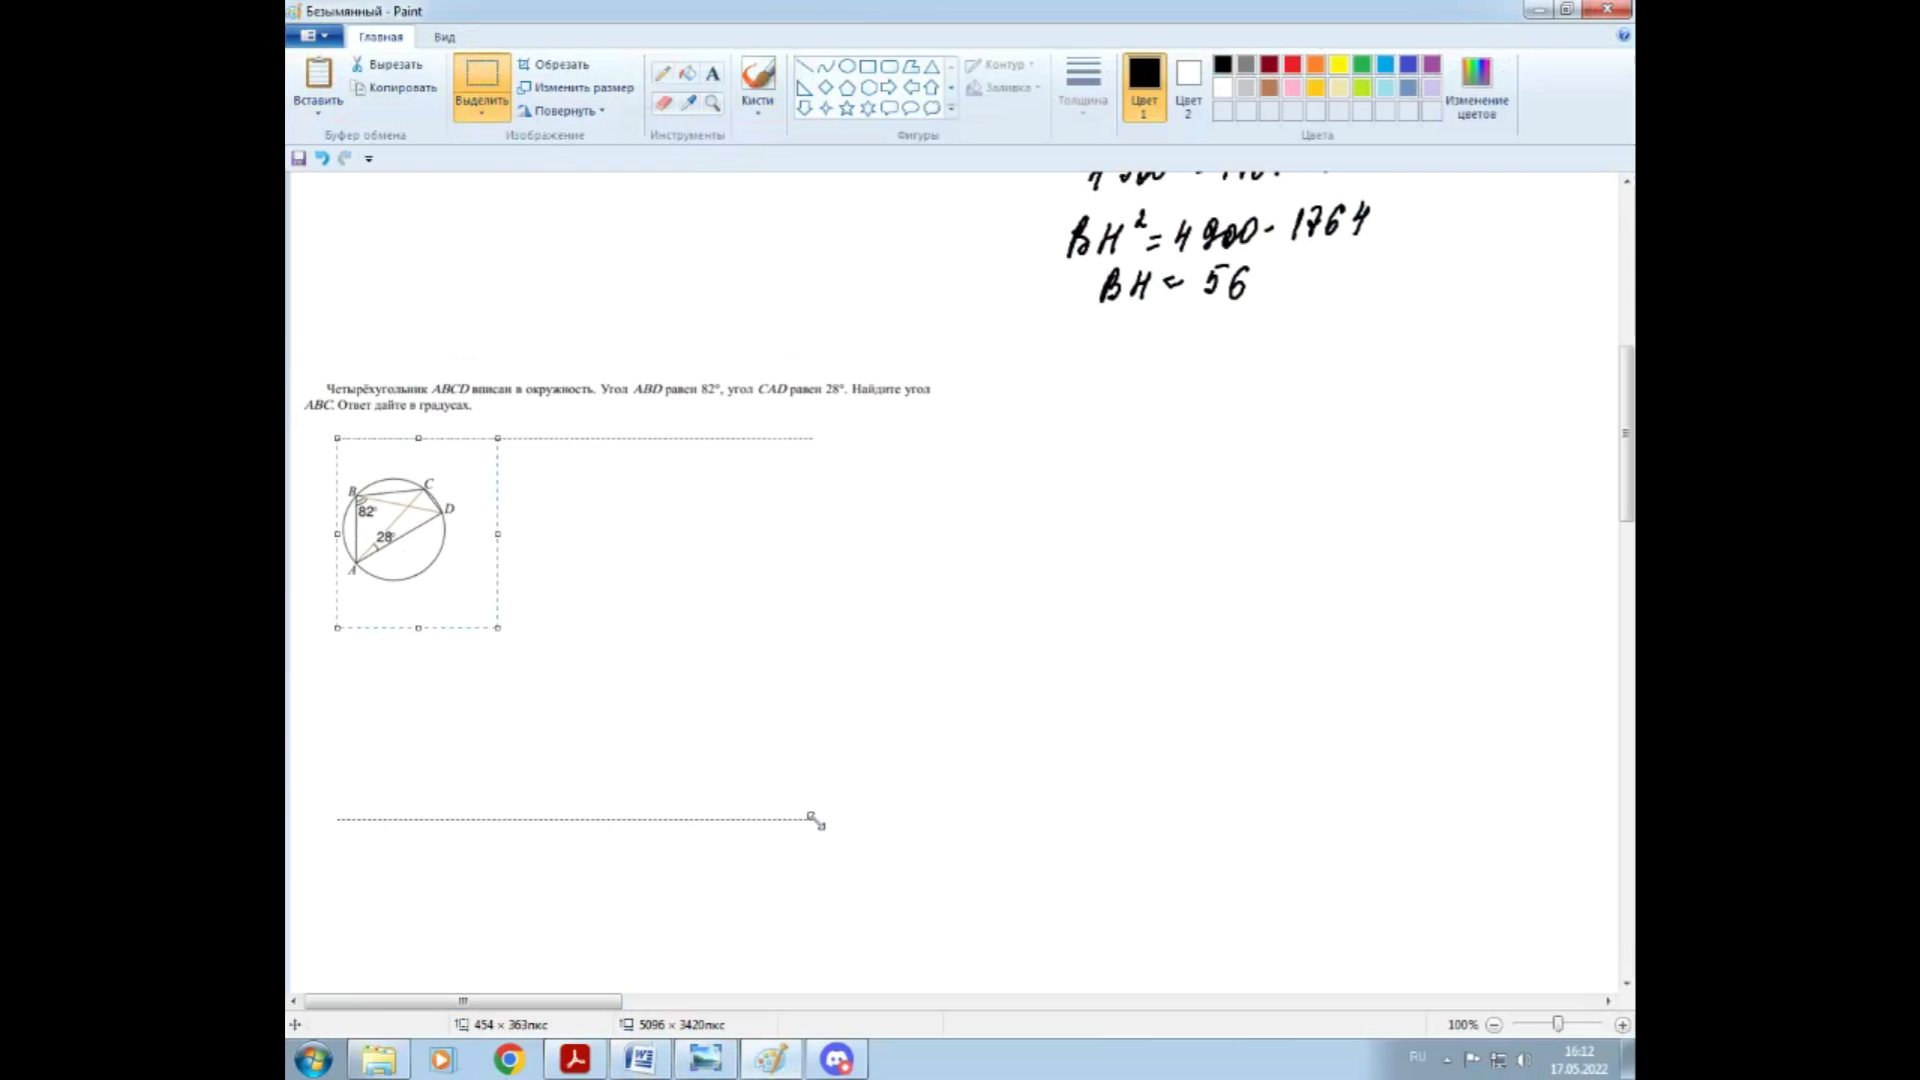 Безымянный - Paint
Главная
Вид
Вставить
Вырезать
Копировать
Буфер обмена
Выделить
Обрезать
Изменить размер
Повернуть
Изображение
A
Инструменты
Кисти
Фигуры
Контур
Заливка
Толщина
Цвет 1
Цвет 2
Изменение цветов
Цвета
BH² = 4900 - 1764
BH = 56
Четырёхугольник ABCD вписан в окружность. Угол ABD равен 82°, угол CAD равен 28°. Найдите угол
ABC. Ответ дайте в градусах.
B
C
82°
D
28°
A
454 × 363пкс
5096 × 3420пкс
100%
RU
16:12
17.05.2022